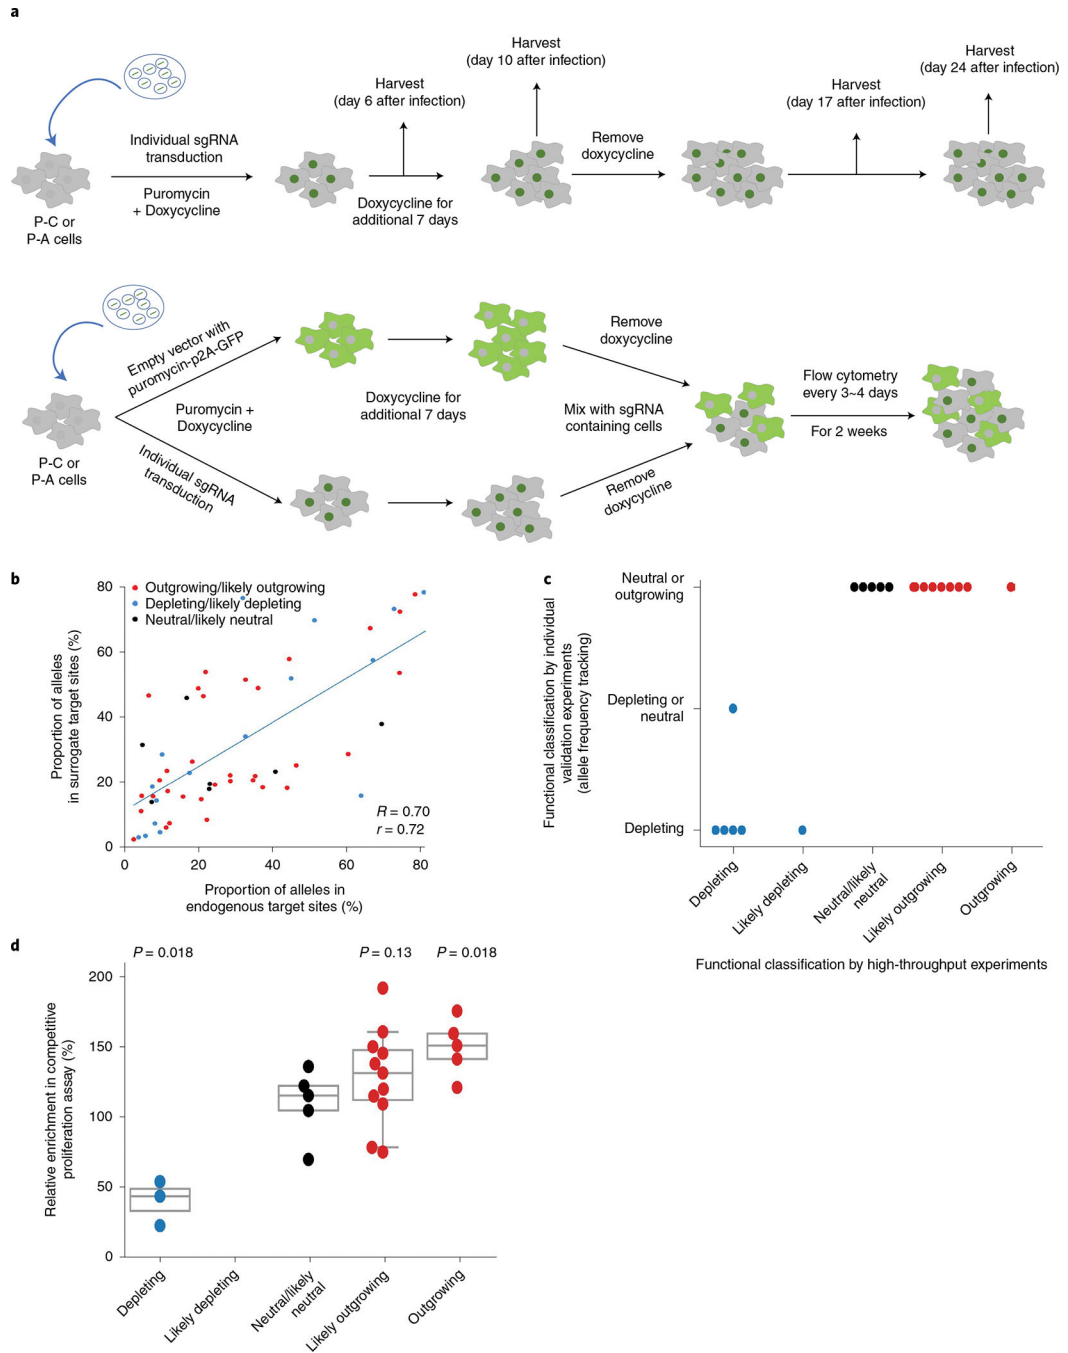 a
Harvest
(day 10 after infection)
Harvest
(day 24 after infection)
Harvest
(day 6 after infection)
Harvest
(day 17 after infection)
Individual sgRNA
transduction
Remove
doxycycline
Puromycin
+ Doxycycline
Doxycycline for
additional 7 days
P-C or
P-A cells
Empty vector with
puromycin-p2A-GFP
Remove
doxycycline
Puromycin +
Doxycycline
Doxycycline for
additional 7 days
Mix with sgRNA
containing cells
Flow cytometry
every 3~4 days
For 2 weeks
P-C or
P-A cells
Individual sgRNA
transduction
Remove
doxycycline
b
Outgrowing/likely outgrowing
Depleting/likely depleting
Neutral/likely neutral
80
60
40
20
0
Proportion of alleles
in surrogate target sites (%)
R = 0.70
r = 0.72
0
20
40
60
80
Proportion of alleles in
endogenous target sites (%)
c
Functional classification by individual
validation experiments
(allele frequency tracking)
Neutral or
outgrowing
Depleting or
neutral
Depleting
Depleting
Likely depleting
Neutral/likely
neutral
Likely outgrowing
Outgrowing
Functional classification by high-throughput experiments
d
P = 0.018
P = 0.13
P = 0.018
Relative enrichment in competitive
proliferation assay (%)
200
150
100
50
0
Depleting
Likely depleting
Neutral/likely
neutral
Likely outgrowing
Outgrowing